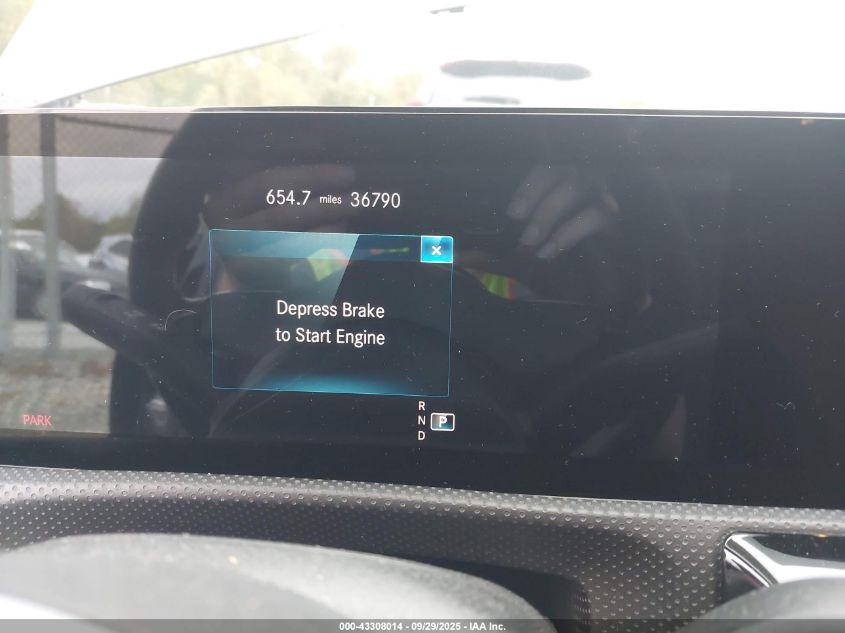 654.7 miles 36790
×
Depress Brake
to Start Engine
R
N P
D
PARK
000-43308014 - 09/29/2025 - IAA Inc.